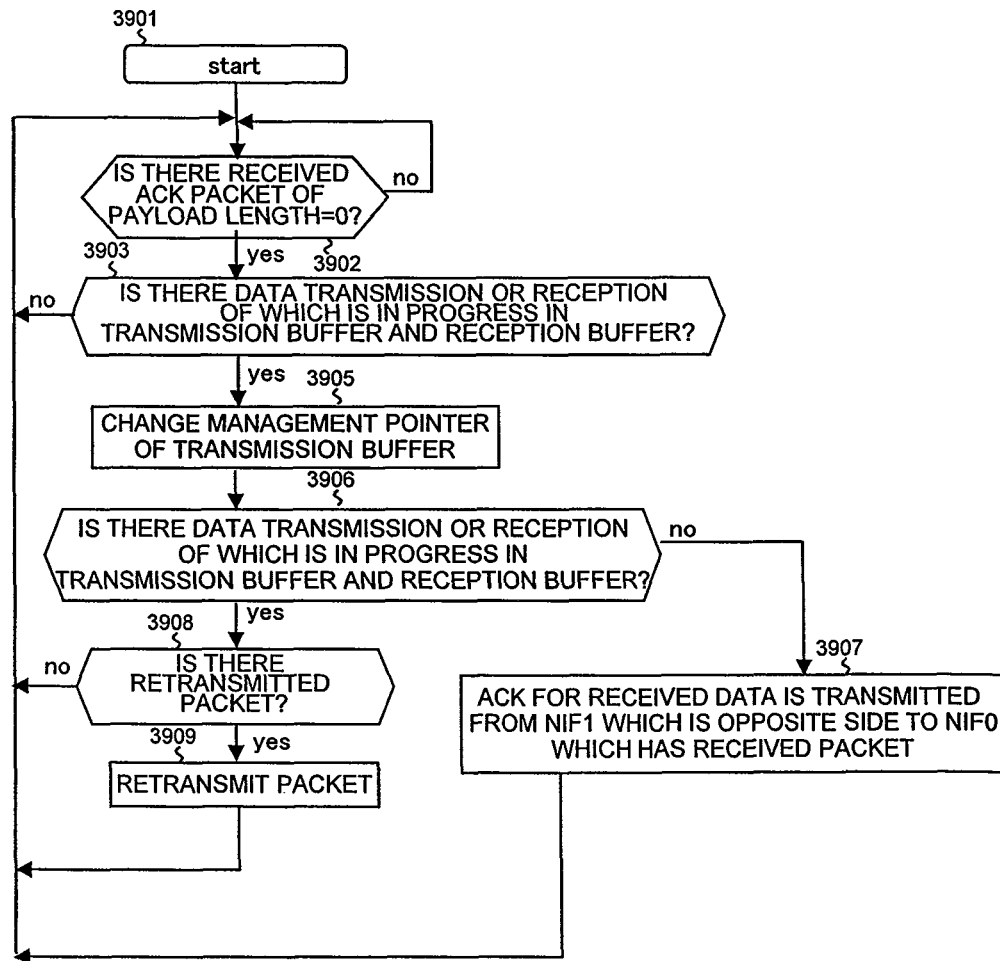 3901
start
IS THERE RECEIVED
ACK PACKET OF
PAYLOAD LENGTH=0?
no
3903
yes
3902
no
IS THERE DATA TRANSMISSION OR RECEPTION
OF WHICH IS IN PROGRESS IN
TRANSMISSION BUFFER AND RECEPTION BUFFER?
yes
3905
CHANGE MANAGEMENT POINTER
OF TRANSMISSION BUFFER
3906
IS THERE DATA TRANSMISSION OR RECEPTION
OF WHICH IS IN PROGRESS IN
TRANSMISSION BUFFER AND RECEPTION BUFFER?
no
yes
3908
no
IS THERE
RETRANSMITTED
PACKET?
3907
ACK FOR RECEIVED DATA IS TRANSMITTED
FROM NIF1 WHICH IS OPPOSITE SIDE TO NIF0
WHICH HAS RECEIVED PACKET
3909
yes
RETRANSMIT PACKET